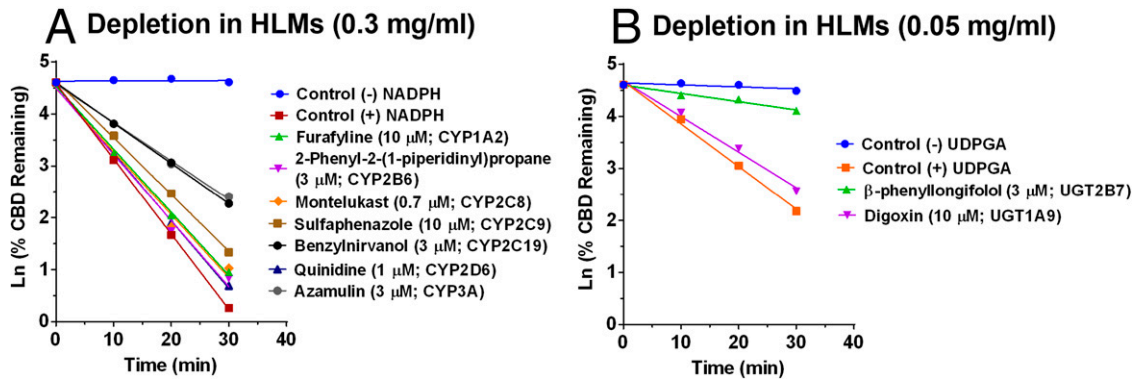 A Depletion in HLMs (0.3 mg/ml)
Ln (% CBD Remaining)
5
4
3
2
1
0
0 10 20 30 40
Time (min)
Control (-) NADPH
Control (+) NADPH
Furafyline (10 μM; CYP1A2)
2-Phenyl-2-(1-piperidinyl)propane
(3 μM; CYP2B6)
Montelukast (0.7 μM; CYP2C8)
Sulfaphenazole (10 μM; CYP2C9)
Benzylnirvanol (3 μM; CYP2C19)
Quinidine (1 μM; CYP2D6)
Azamulin (3 μM; CYP3A)
B Depletion in HLMs (0.05 mg/ml)
Ln (% CBD Remaining)
5
4
3
2
1
0
0 10 20 30 40
Time (min)
Control (-) UDPGA
Control (+) UDPGA
β-phenyllongifolol (3 μM; UGT2B7)
Digoxin (10 μM; UGT1A9)